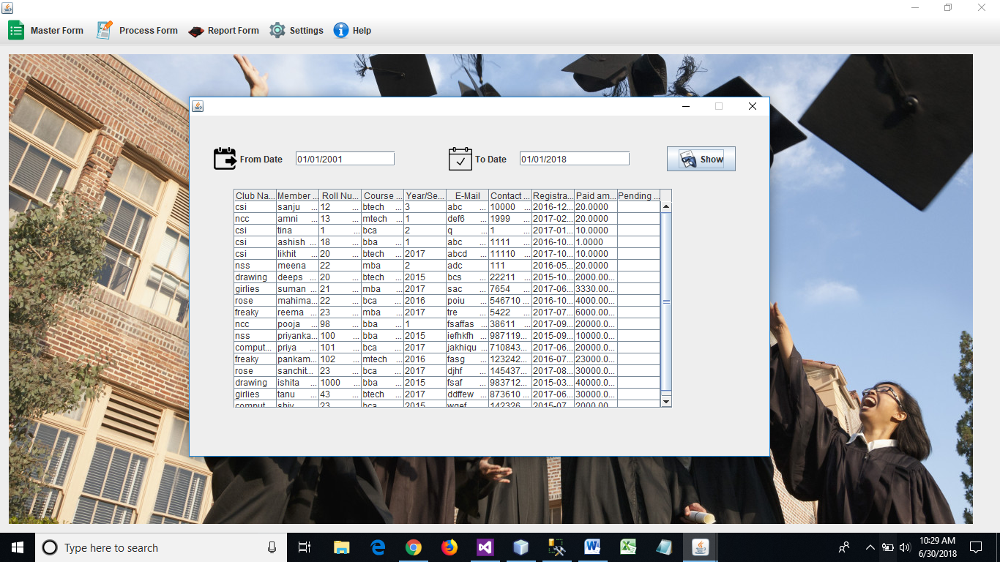 Master Form Process Form Report Form Settings Help
From Date 01/01/2001 To Date 01/01/2018 Show
Club Na... Member ... Roll Nu... Course ... Year/Se... E-Mail Contact ... Registra... Paid am... Pending ...
csi sanju ... 12 ... btech ... 3 abc ... 10000 ... 2016-12... 20.0000
ncc amni ... 13 ... mtech ... 1 def6 ... 1999 ... 2017-02... 20.0000
csi tina ... 1 ... bca ... 2 q ... 1 ... 2017-01... 10.0000
csi ashish ... 18 ... bba ... 1 abc ... 1111 ... 2016-10... 1.0000
csi likhit ... 20 ... btech ... 2017 abcd ... 11110 ... 2017-10... 10.0000
nss meena 22 mba 2 adc 111 2016-05... 20.0000
drawing deeps ... 20 ... btech ... 2015 bcs ... 22211 ... 2015-10... 2000.00...
girlies suman ... 21 ... mba ... 2017 sac ... 7654 ... 2017-06... 3330.00...
rose mahima... 22 ... bca ... 2016 poiu ... 546710 ... 2016-10... 4000.00...
freaky reema ... 23 ... mba ... 2017 tre ... 5422 ... 2017-07... 6000.00...
ncc pooja ... 98 ... bba ... 1 fsaffas ... 38611 ... 2017-09... 20000.0...
nss priyanka... 100 ... bba ... 2015 iefhkfh ... 987119... 2015-09... 10000.0...
comput... priya ... 101 ... bca ... 2017 jakhiqu ... 710843... 2017-06... 20000.0...
freaky pankam... 102 ... mtech ... 2016 fasg ... 123242... 2016-07... 23000.0...
rose sanchit... 23 ... bca ... 2017 djhf ... 145437... 2017-08... 30000.0...
drawing ishita ... 1000 ... bba ... 2015 fsaf ... 983712... 2015-03... 40000.0...
girlies tanu ... 43 ... btech ... 2017 ddffew ... 873610 ... 2017-06... 30000.0...
comput... shiv ... 23 ... bca ... 2015 142326... 2015-07... 2000.00...
Type here to search
10:29 AM
6/30/2018